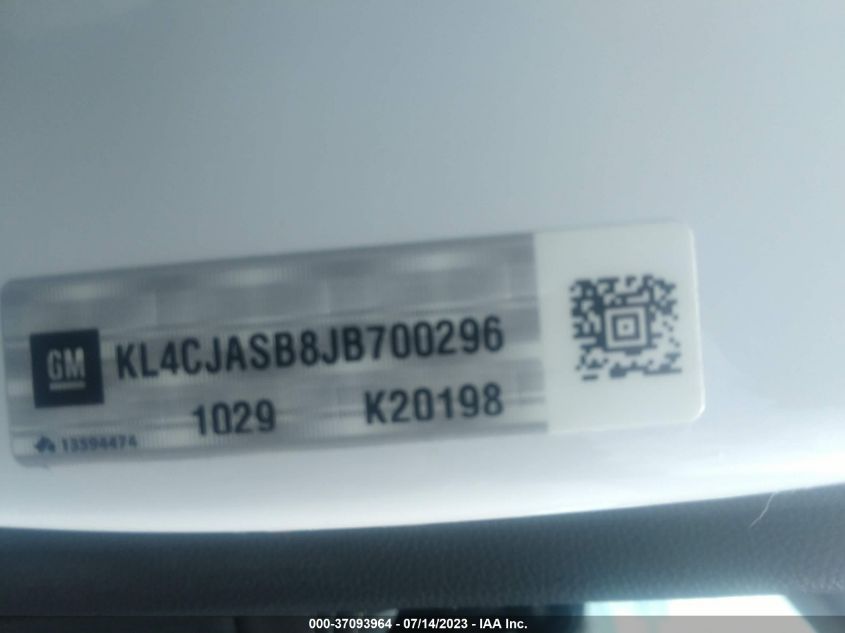 GM
KL4CJASB8JB700296
1029 K20198
13594474
000-37093964 - 07/14/2023 - IAA Inc.